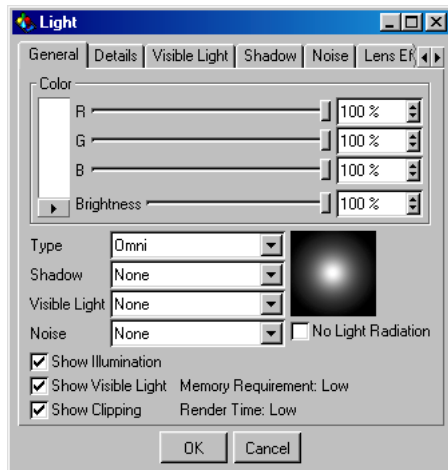 Light
General Details Visible Light Shadow Noise Lens Ef
Color
R 100 %
G 100 %
B 100 %
Brightness 100 %
Type Omni
Shadow None
Visible Light None
Noise None
No Light Radiation
Show Illumination
Show Visible Light Memory Requirement: Low
Show Clipping Render Time: Low
OK Cancel